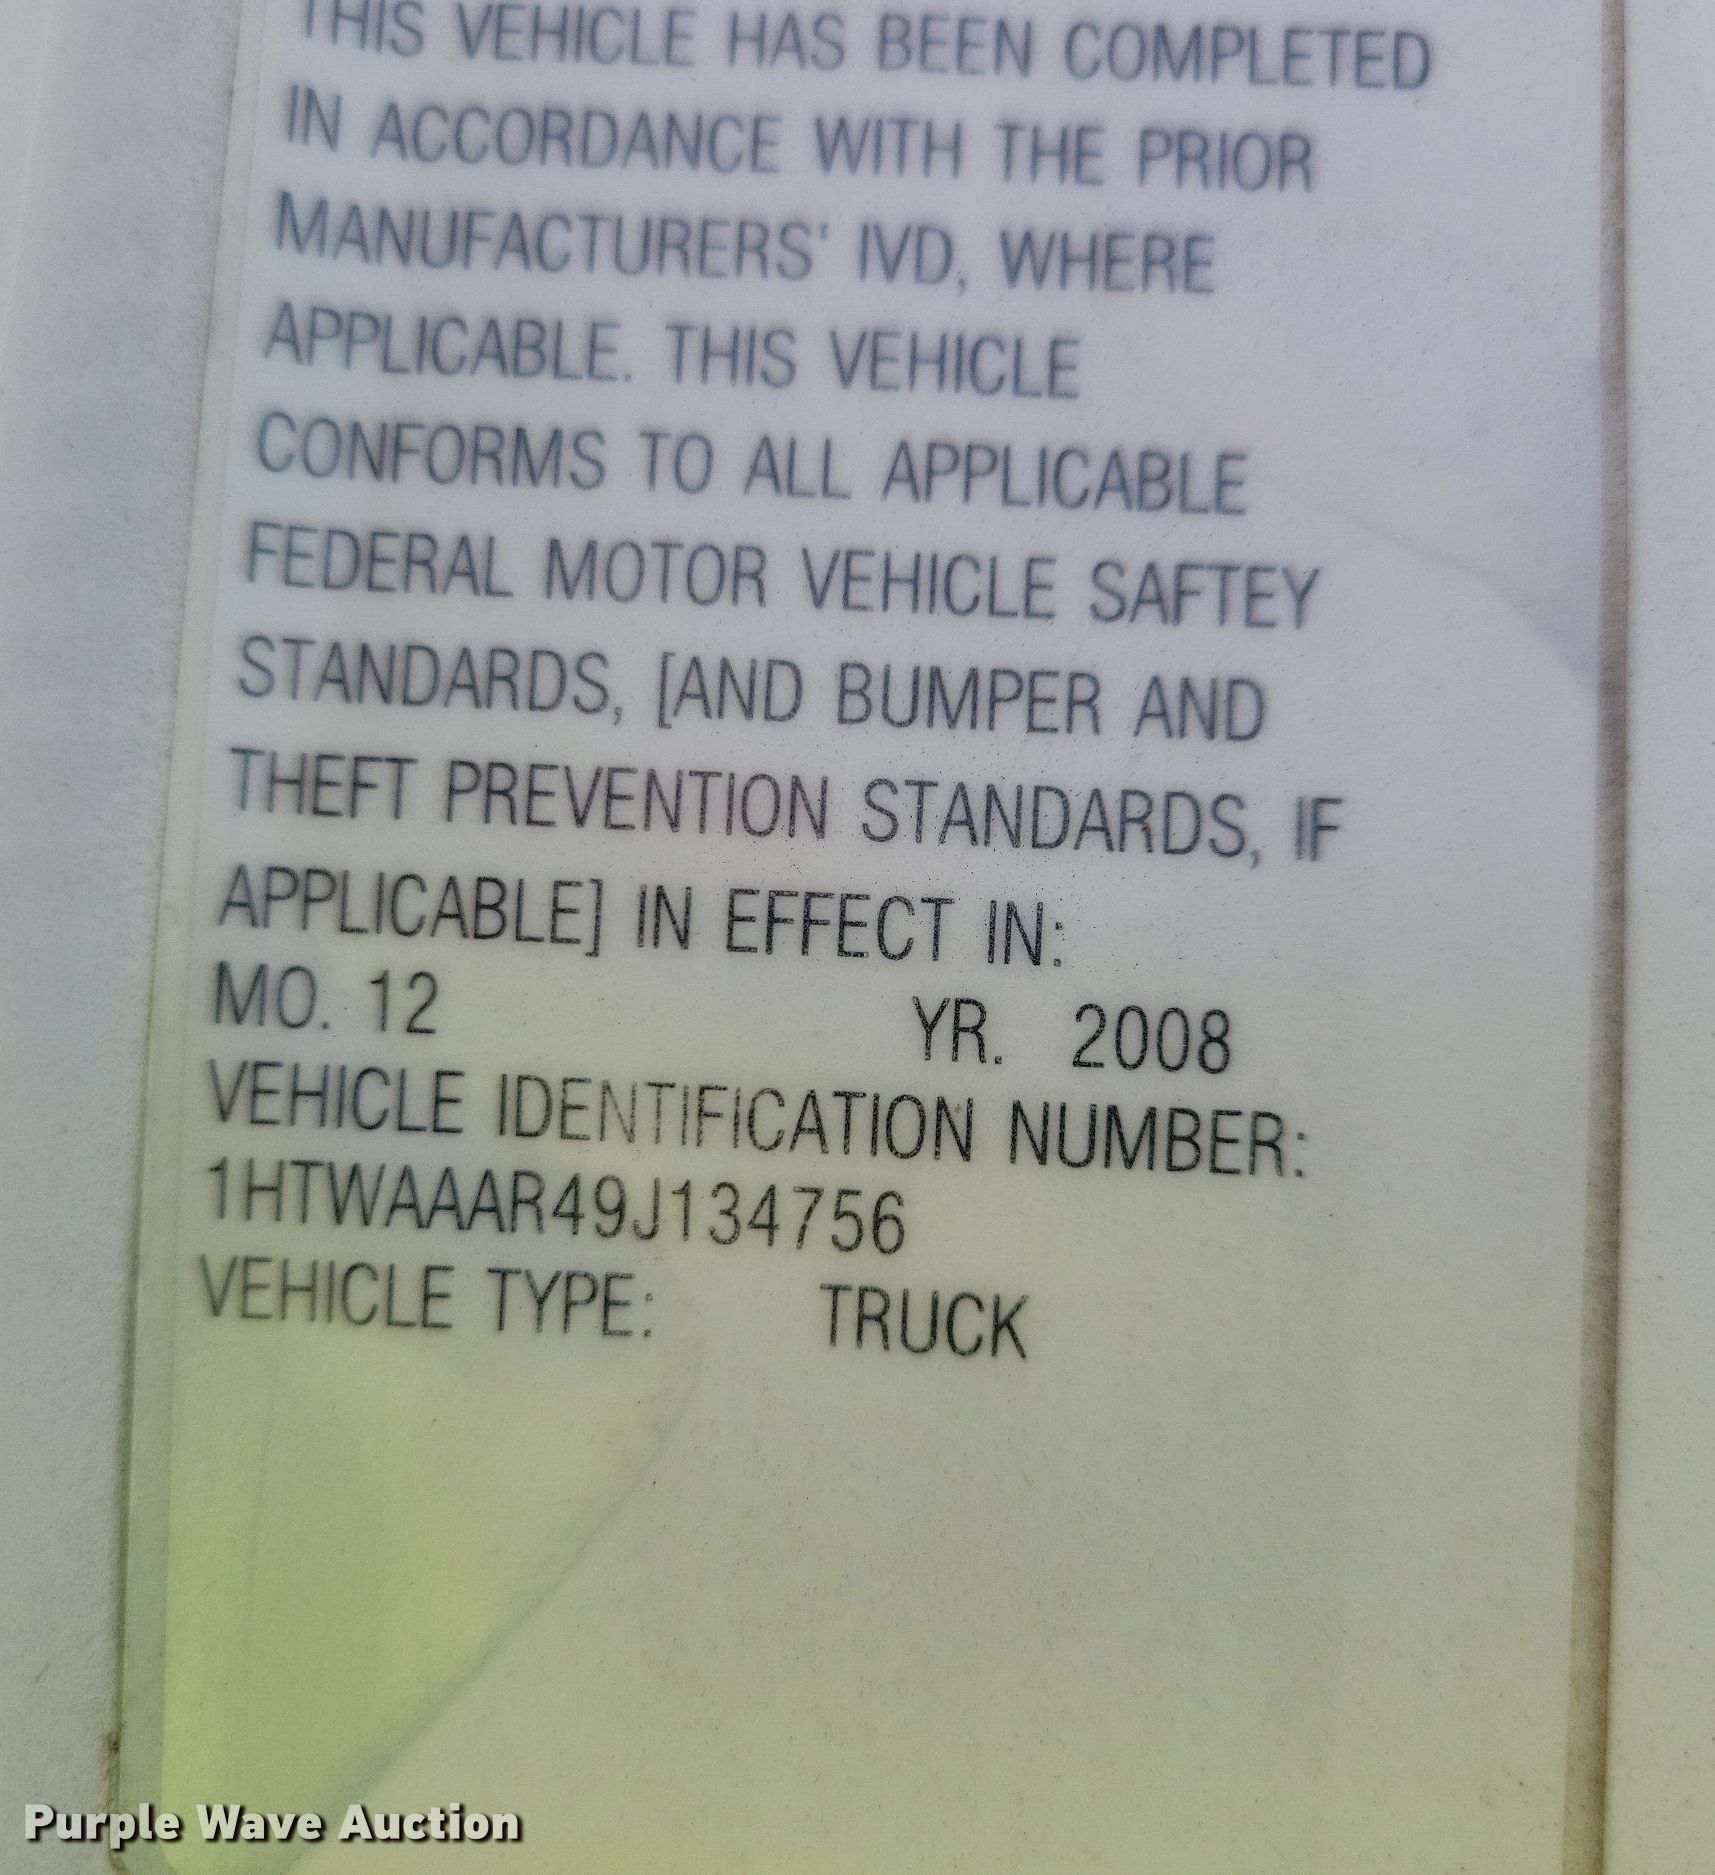 THIS VEHICLE HAS BEEN COMPLETED
IN ACCORDANCE WITH THE PRIOR
MANUFACTURERS' IVD, WHERE
APPLICABLE. THIS VEHICLE
CONFORMS TO ALL APPLICABLE
FEDERAL MOTOR VEHICLE SAFTEY
STANDARDS, [AND BUMPER AND
THEFT PREVENTION STANDARDS, IF
APPLICABLE] IN EFFECT IN:
MO. 12 YR. 2008
VEHICLE IDENTIFICATION NUMBER:
1HTWAAAR49J134756
VEHICLE TYPE: TRUCK
Purple Wave Auction